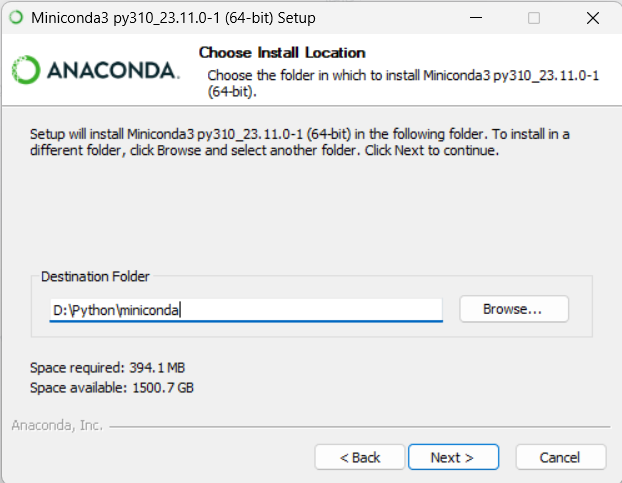 Miniconda3 py310_23.11.0-1 (64-bit) Setup
ANACONDA.
Choose Install Location
Choose the folder in which to install Miniconda3 py310_23.11.0-1
(64-bit).
Setup will install Miniconda3 py310_23.11.0-1 (64-bit) in the following folder. To install in a
different folder, click Browse and select another folder. Click Next to continue.
Destination Folder
D:\Python\miniconda
Browse...
Space required: 394.1 MB
Space available: 1500.7 GB
Anaconda, Inc.
< Back
Next >
Cancel